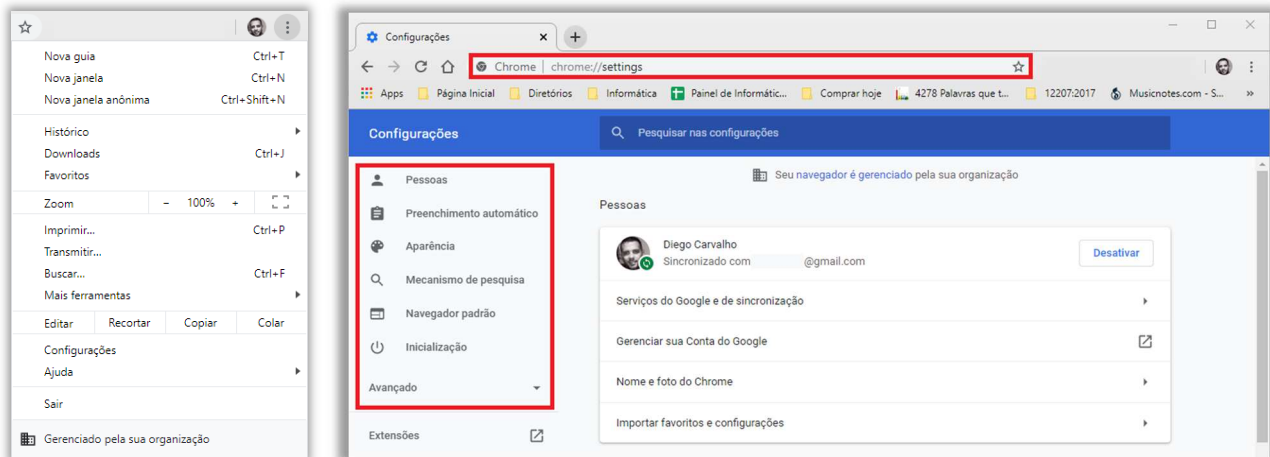 Nova guia Ctrl+T
Nova janela Ctrl+N
Nova janela anônima Ctrl+Shift+N
Histórico
Downloads Ctrl+J
Favoritos
Zoom - 100% +
Imprimir... Ctrl+P
Transmitir...
Buscar... Ctrl+F
Mais ferramentas
Editar Recortar Copiar Colar
Configurações
Ajuda
Sair
Gerenciado pela sua organização
Configurações × +
Chrome | chrome://settings
Apps Página Inicial Diretórios Informática Painel de Informátic... Comprar hoje 4278 Palavras que t... 12207:2017 Musicnotes.com - S... »
Configurações Pesquisar nas configurações
Pessoas
Preenchimento automático
Aparência
Mecanismo de pesquisa
Navegador padrão
Inicialização
Avançado
Extensões
Seu navegador é gerenciado pela sua organização
Pessoas
Diego Carvalho
Sincronizado com @gmail.com
Desativar
Serviços do Google e de sincronização
Gerenciar sua Conta do Google
Nome e foto do Chrome
Importar favoritos e configurações